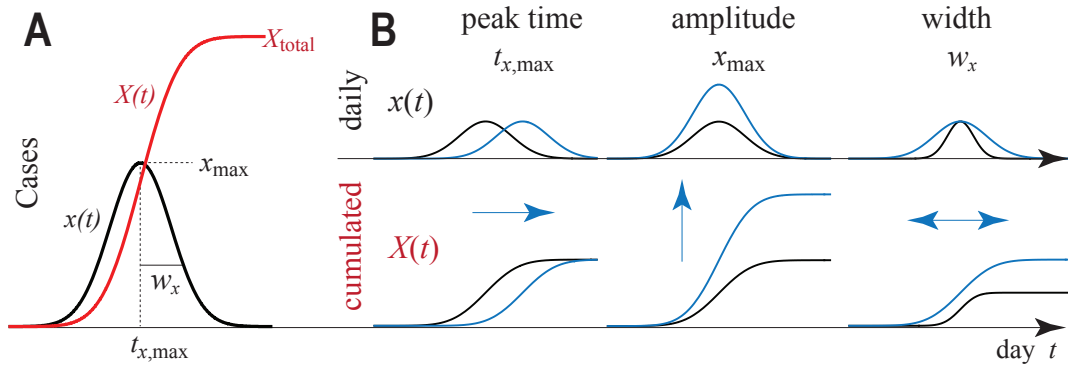 A
Cases
X(t)
X_total
x(t)
x_max
w_x
t_x,max
B
peak time
t_x,max
amplitude
x_max
width
w_x
daily
x(t)
cumulated
X(t)
day t